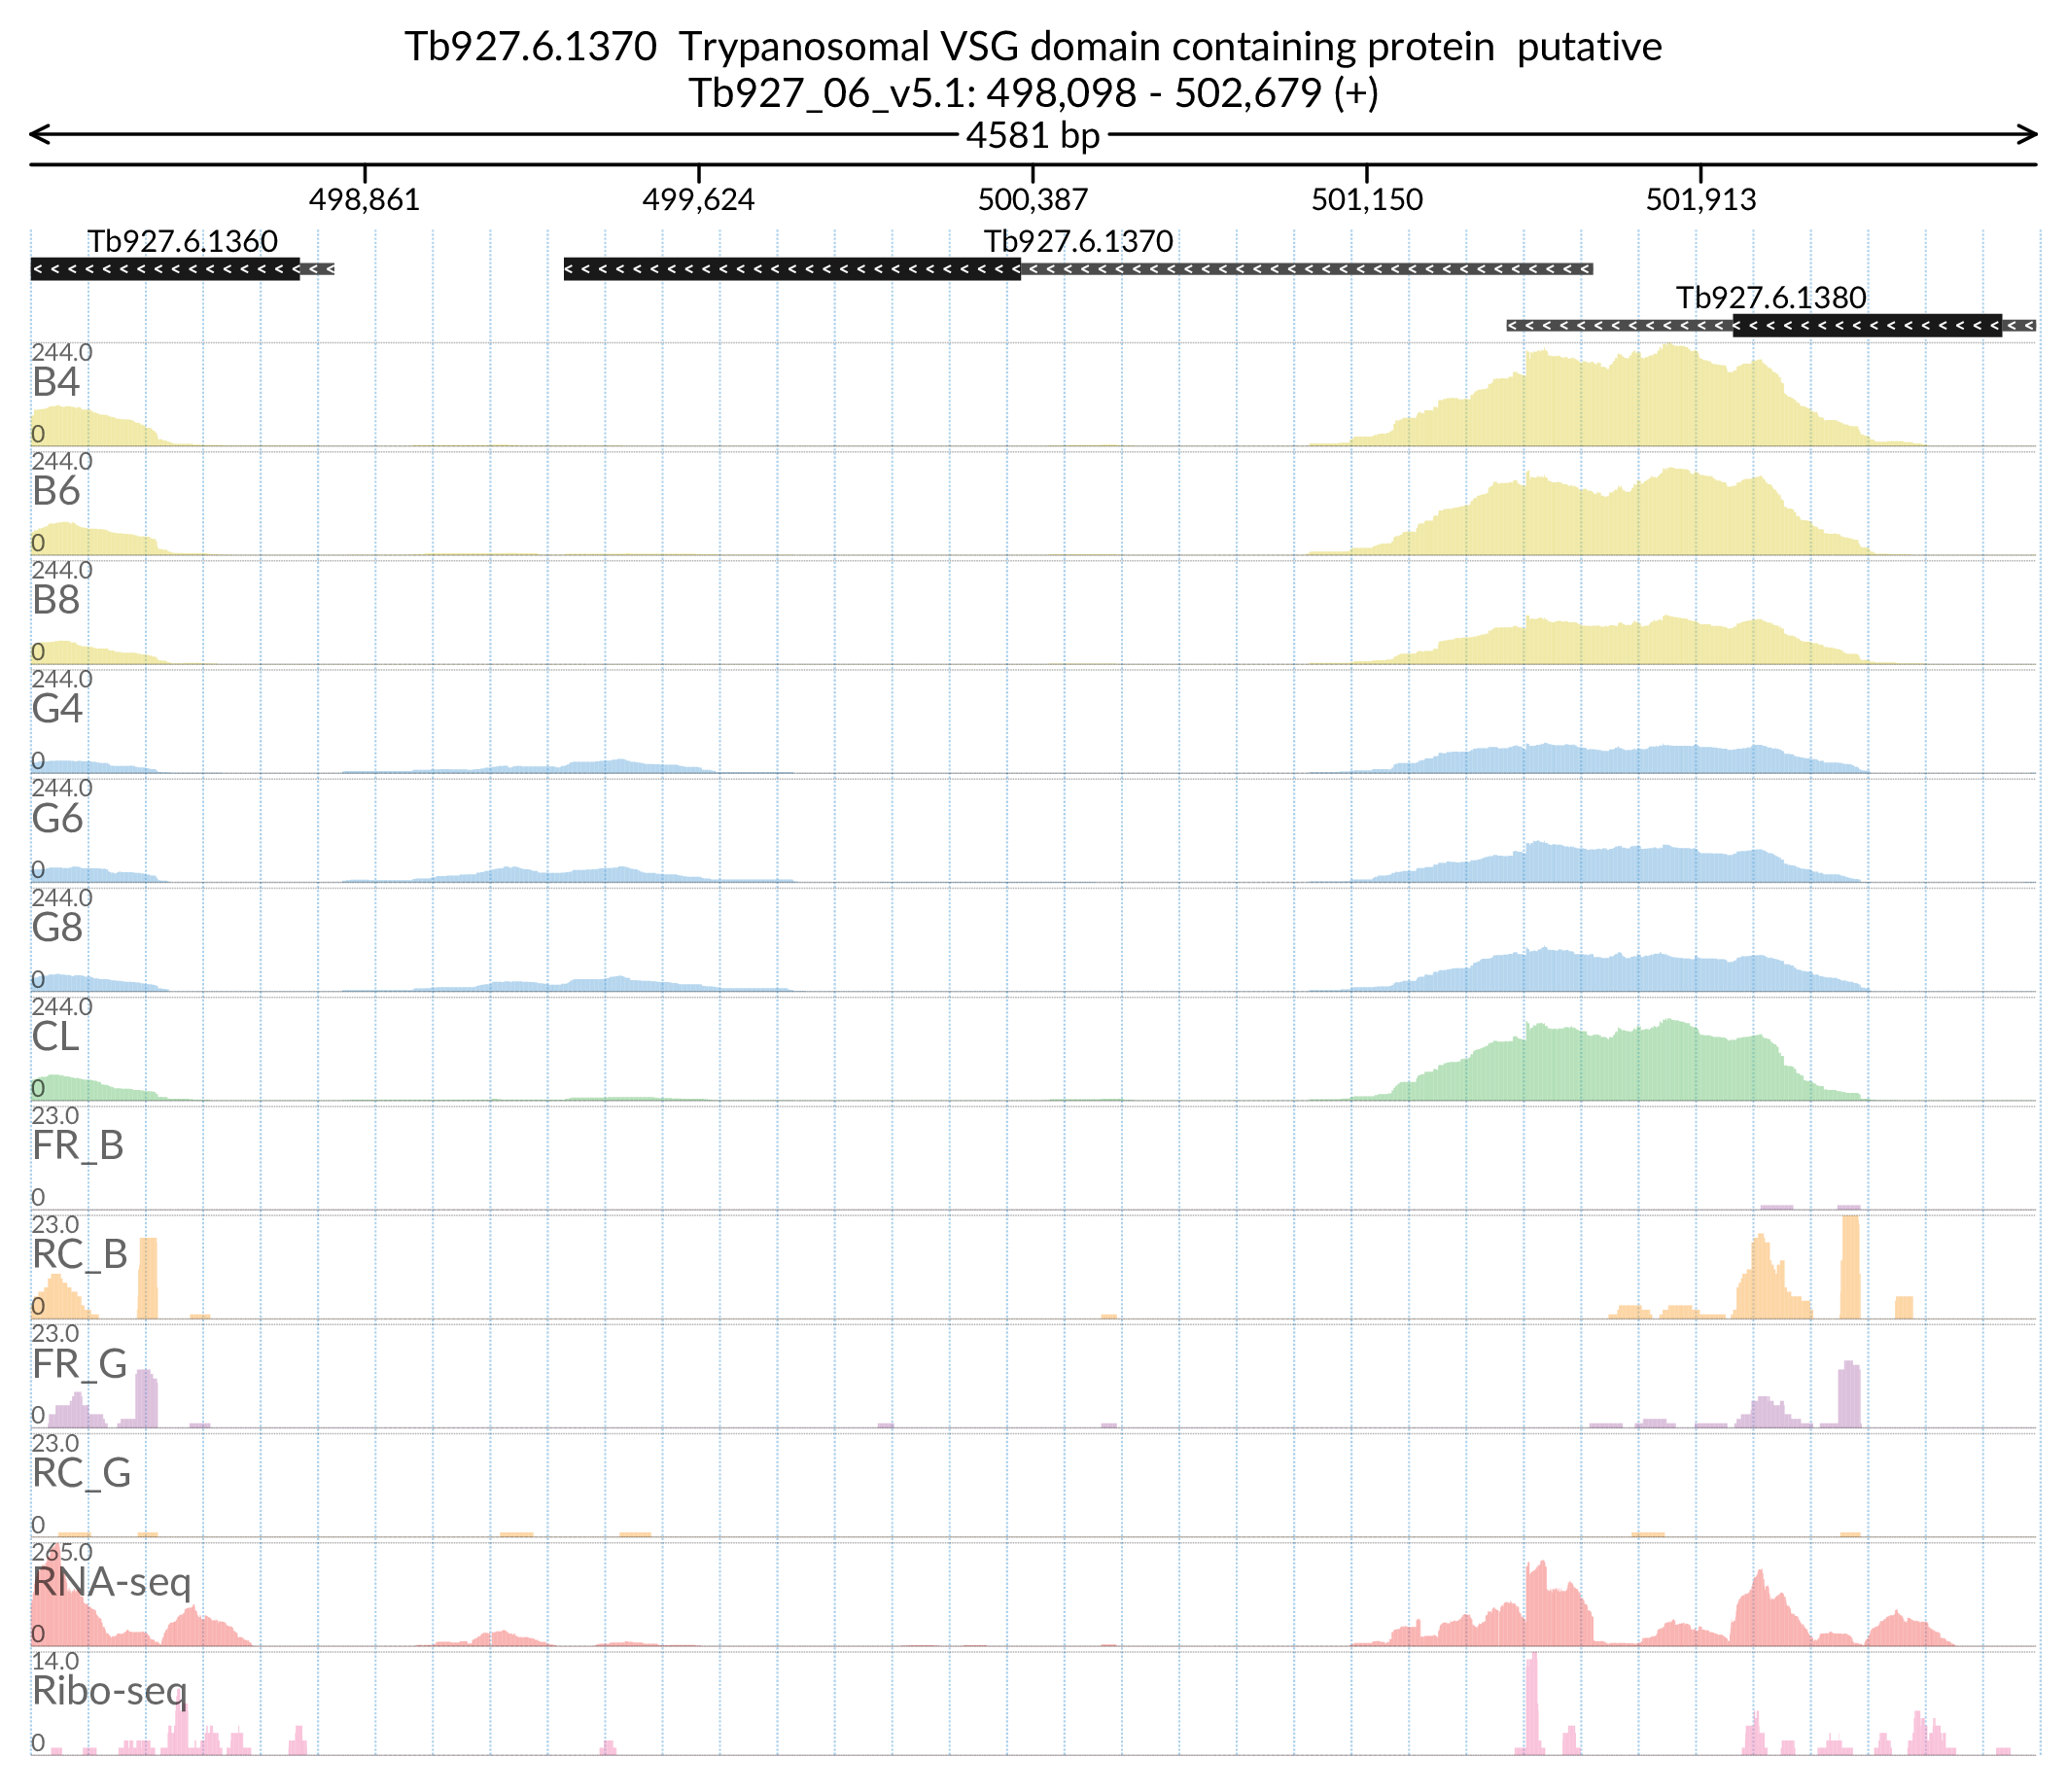 Tb927.6.1370  Trypanosomal VSG domain containing protein  putative
Tb927_06_v5.1: 498,098 - 502,679 (+)
4581 bp
498,861 499,624 500,387 501,150 501,913
Tb927.6.1360 Tb927.6.1370
Tb927.6.1380
244.0
B4
0
244.0
B6
0
244.0
B8
0
244.0
G4
0
244.0
G6
0
244.0
G8
0
244.0
CL
0
23.0
FR_B
0
23.0
RC_B
0
23.0
FR_G
0
23.0
RC_G
0
265.0
RNA-seq
0
14.0
Ribo-seq
0